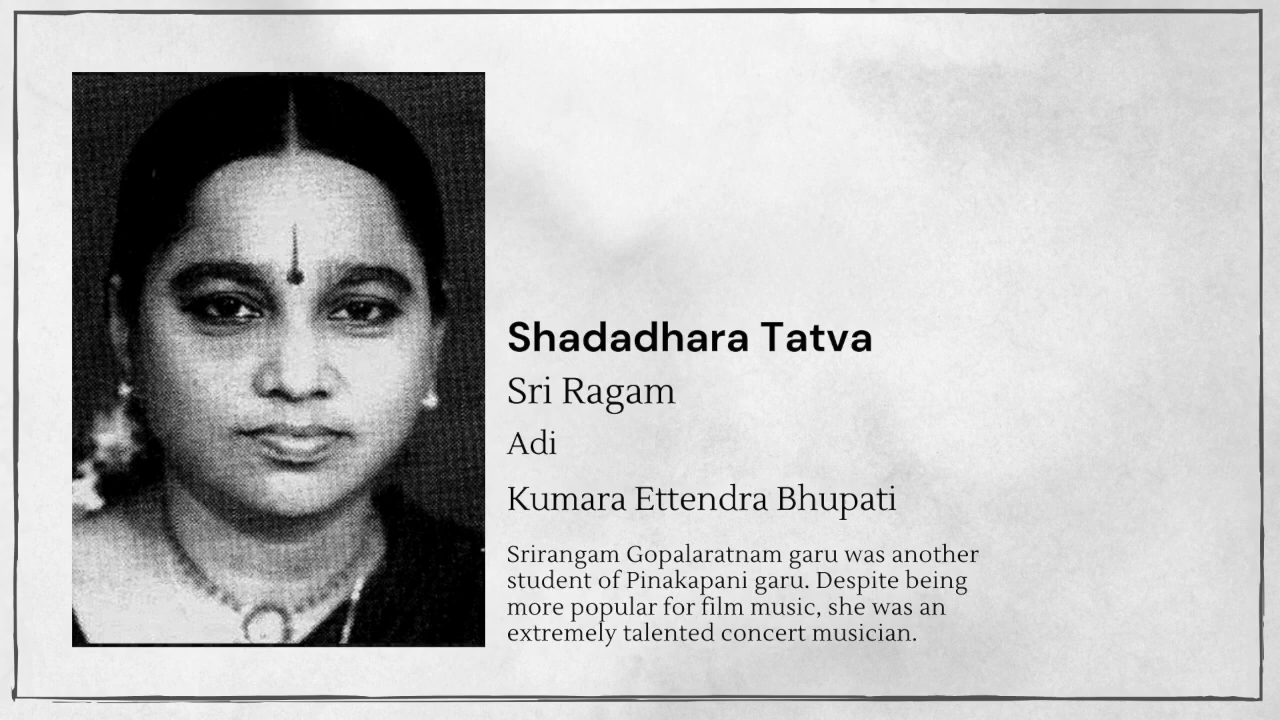 Shadadhara Tatva
Sri Ragam
Adi
Kumara Ettendra Bhupati
Srirangam Gopalaratnam garu was another
student of Pinakapani garu. Despite being
more popular for film music, she was an
extremely talented concert musician.